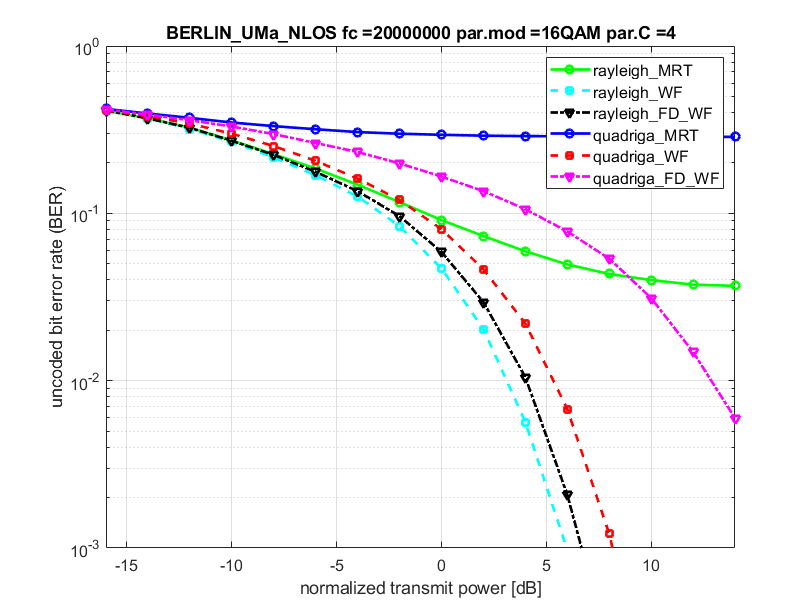 BERLIN_UMa_NLOS fc =20000000 par.mod =16QAM par.C =4
10^0
10^-1
10^-2
10^-3
uncoded bit error rate (BER)
rayleigh_MRT
rayleigh_WF
rayleigh_FD_WF
quadriga_MRT
quadriga_WF
quadriga_FD_WF
-15 -10 -5 0 5 10
normalized transmit power [dB]